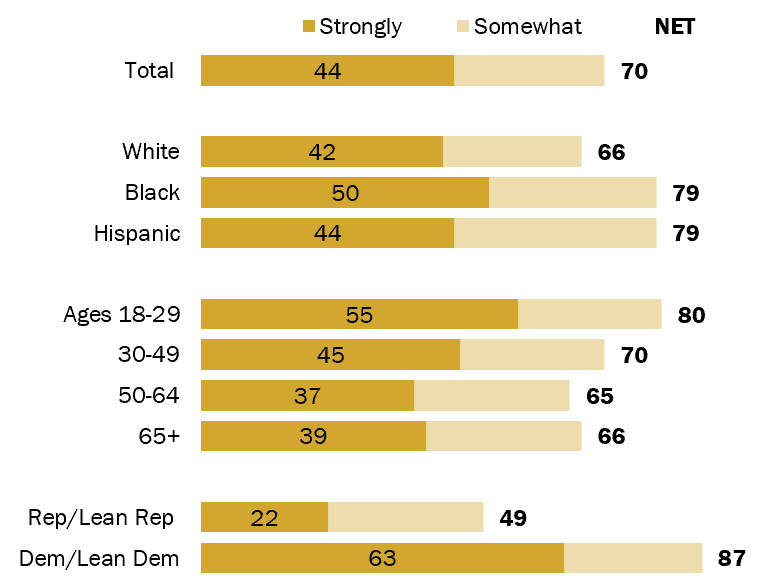 Strongly Somewhat NET
Total 44 70
White 42 66
Black 50 79
Hispanic 44 79
Ages 18-29 55 80
30-49 45 70
50-64 37 65
65+ 39 66
Rep/Lean Rep 22 49
Dem/Lean Dem 63 87